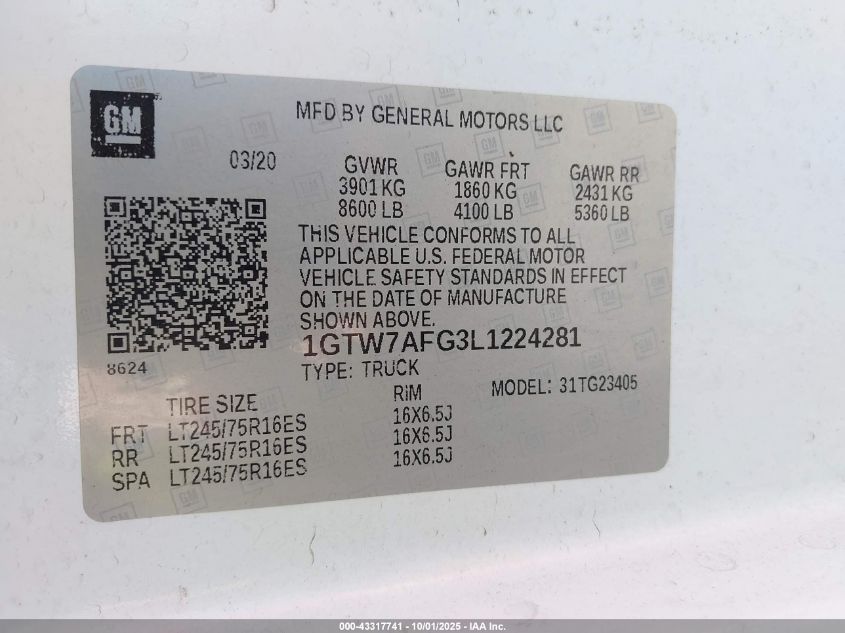 GM
MFD BY GENERAL MOTORS LLC
03/20
GVWR GAWR FRT GAWR RR
3901 KG 1860 KG 2431 KG
8600 LB 4100 LB 5360 LB
THIS VEHICLE CONFORMS TO ALL
APPLICABLE U.S. FEDERAL MOTOR
VEHICLE SAFETY STANDARDS IN EFFECT
ON THE DATE OF MANUFACTURE
SHOWN ABOVE.
1GTW7AFG3L1224281
8624
TYPE: TRUCK
MODEL: 31TG23405
TIRE SIZE RIM
FRT LT245/75R16ES 16X6.5J
RR LT245/75R16ES 16X6.5J
SPA LT245/75R16ES 16X6.5J
000-43317741 - 10/01/2025 - IAA Inc.